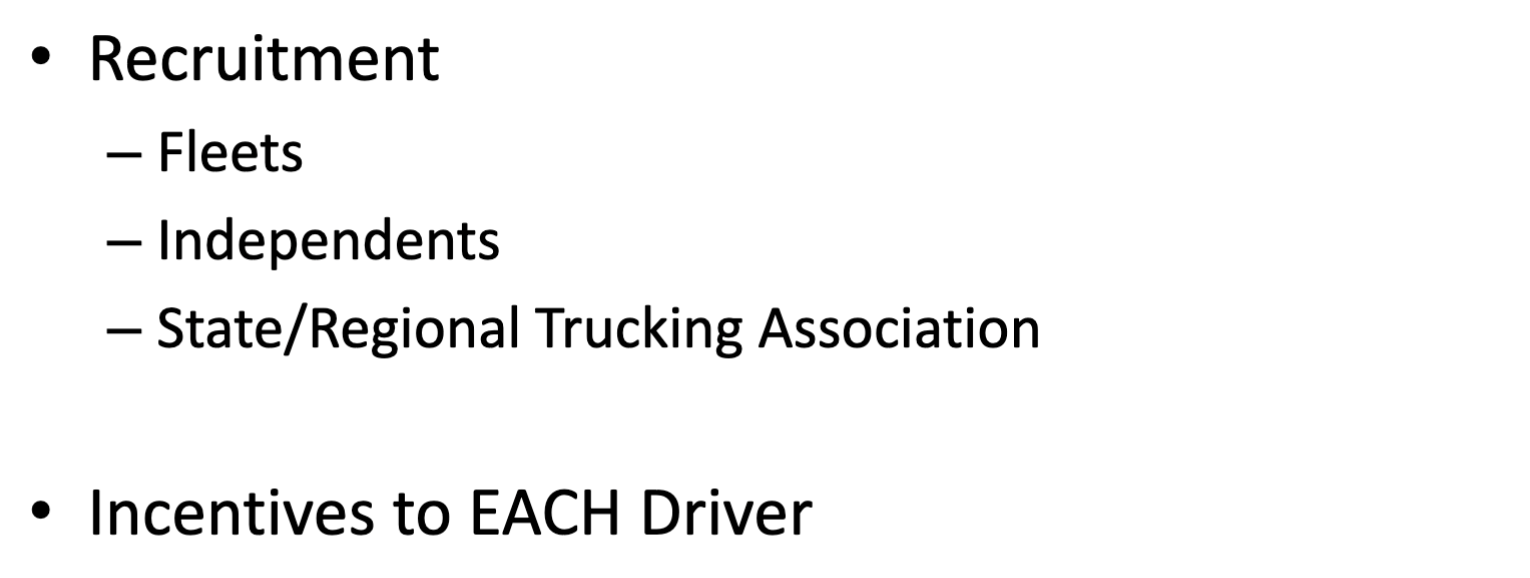 • Recruitment
– Fleets
– Independents
– State/Regional Trucking Association
• Incentives to EACH Driver